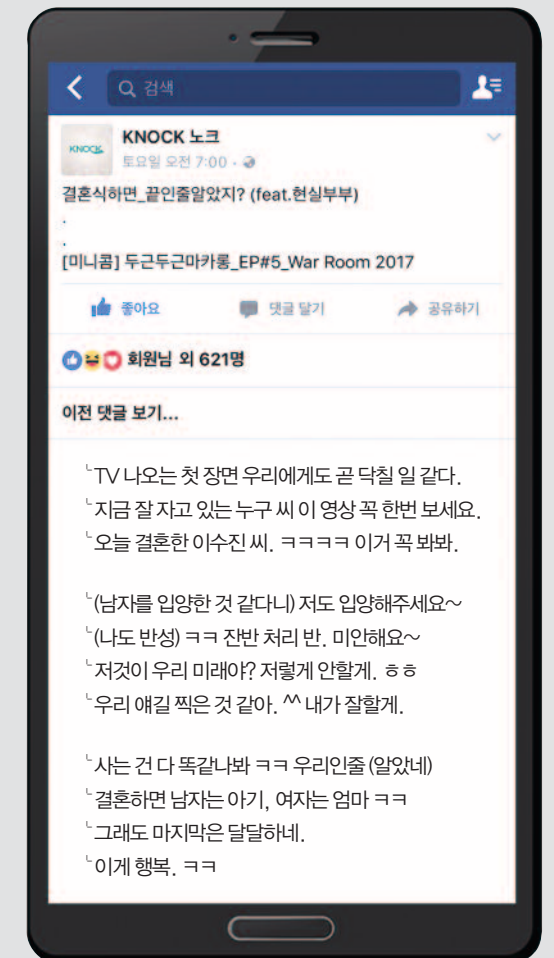 검색
KNOCK
KNOCK 노크
토요일 오전 7:00 ·
결혼식하면_끝인줄알았지? (feat.현실부부)
.
.
[미니콤] 두근두근마카롱_EP#5_War Room 2017
좋아요 댓글 달기 공유하기
회원님 외 621명
이전 댓글 보기...
└TV 나오는 첫 장면 우리에게도 곧 닥칠 일 같다.
└지금 잘 자고 있는 누구 씨 이 영상 꼭 한번 보세요.
└오늘 결혼한 이수진 씨. ㅋㅋㅋㅋ 이거 꼭 봐봐.
└(남자를 입양한 것 같다니) 저도 입양해주세요~
└(나도 반성) ㅋㅋ 잔반 처리 반. 미안해요~
└저것이 우리 미래야? 저렇게 안할게. ㅎㅎ
└우리 얘길 찍은 것 같아. ^^ 내가 잘할게.
└사는 건 다 똑같나봐 ㅋㅋ 우리인줄 (알았네)
└결혼하면 남자는 아기, 여자는 엄마 ㅋㅋ
└그래도 마지막은 달달하네.
└이게 행복. ㅋㅋ